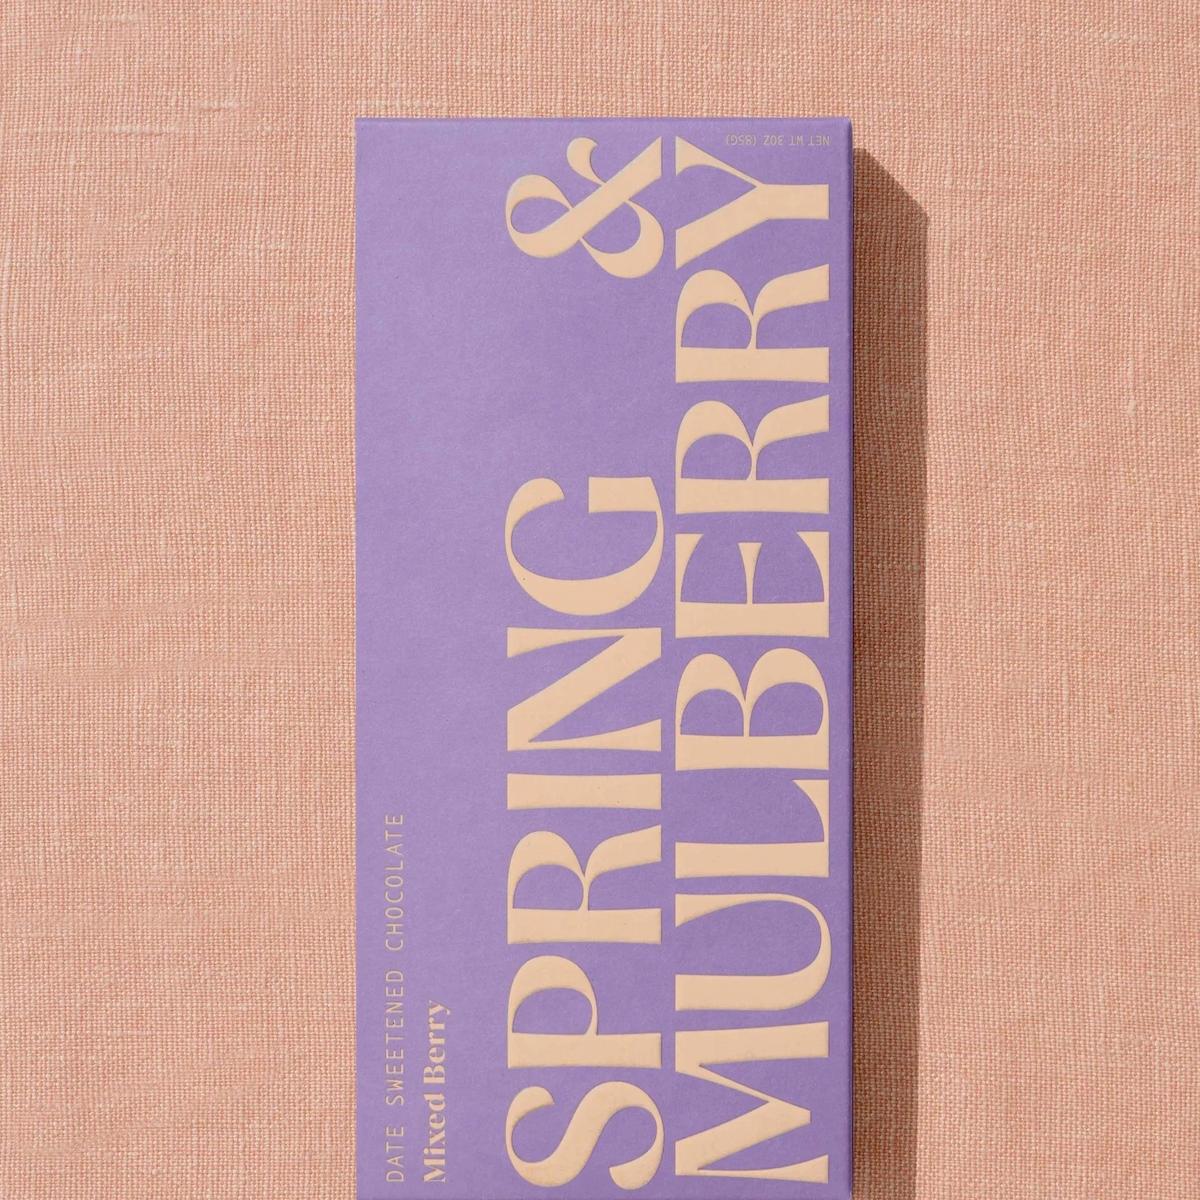 DATE SWEETENED CHOCOLATE
Mixed Berry
SPRING &
MULBERRY
NET WT 3OZ (85G)